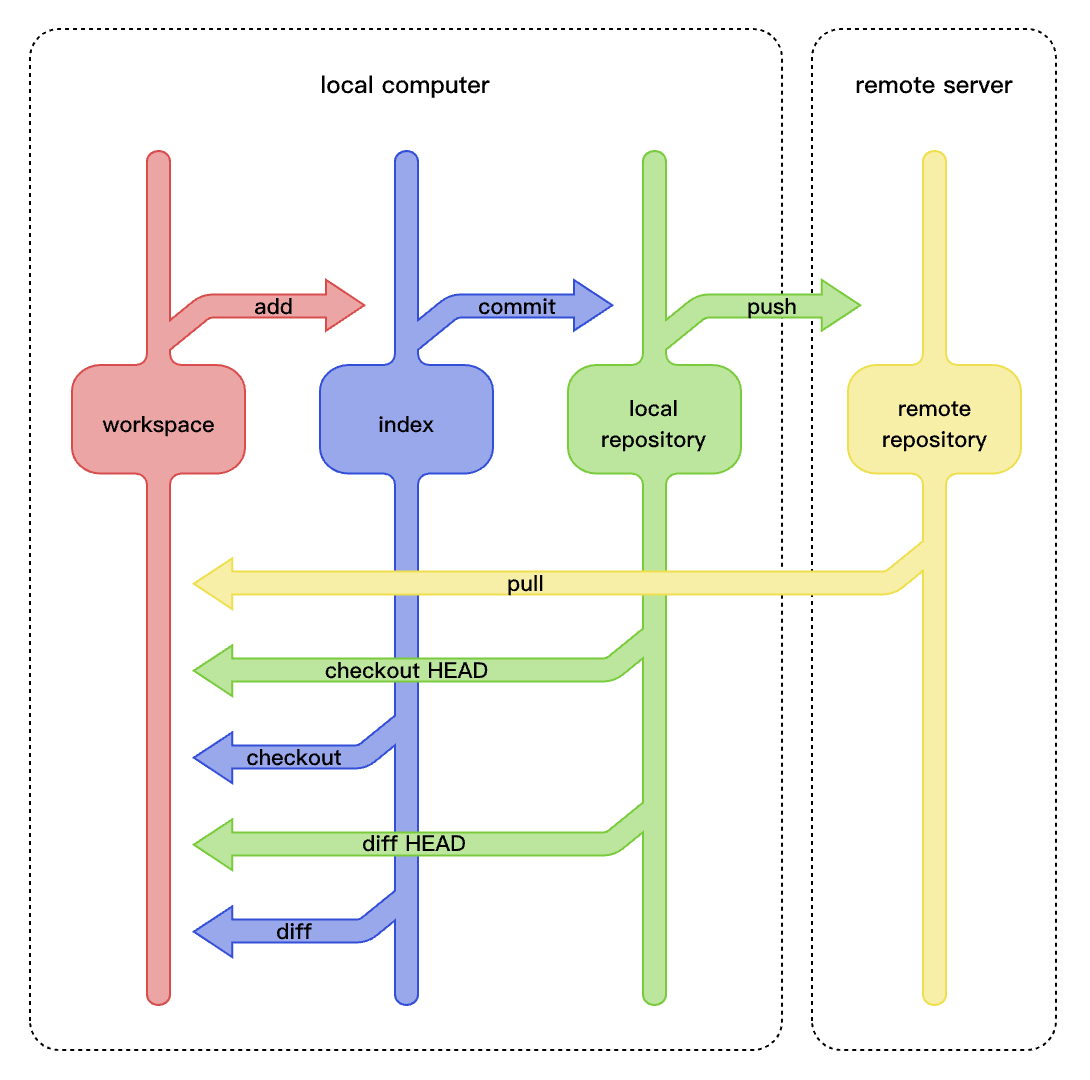 local computer
remote server
add
commit
push
workspace
index
local
repository
remote
repository
pull
checkout HEAD
checkout
diff HEAD
diff